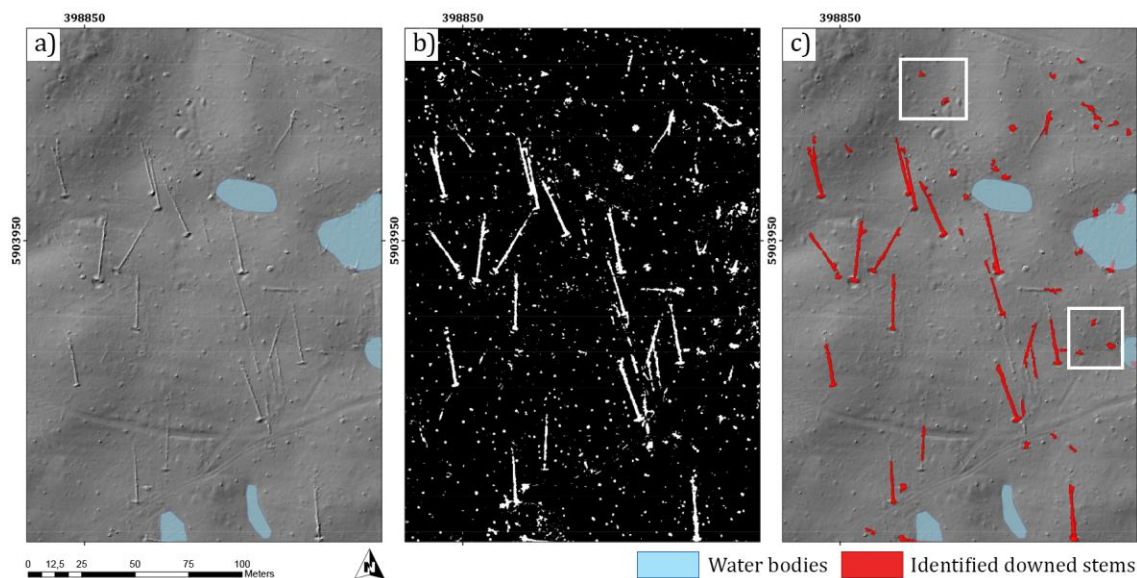 398850
398850
398850
a)
b)
c)
5903950
5903950
5903950
0 12,5 25 50 75 100
Meters
N
Water bodies
Identified downed stems